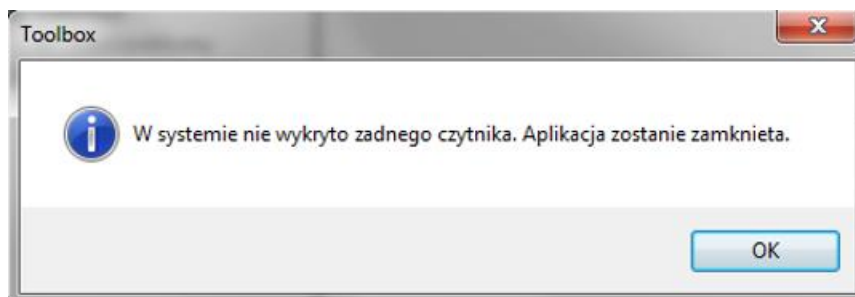 Toolbox
W systemie nie wykryto zadnego czytnika. Aplikacja zostanie zamknieta.
OK